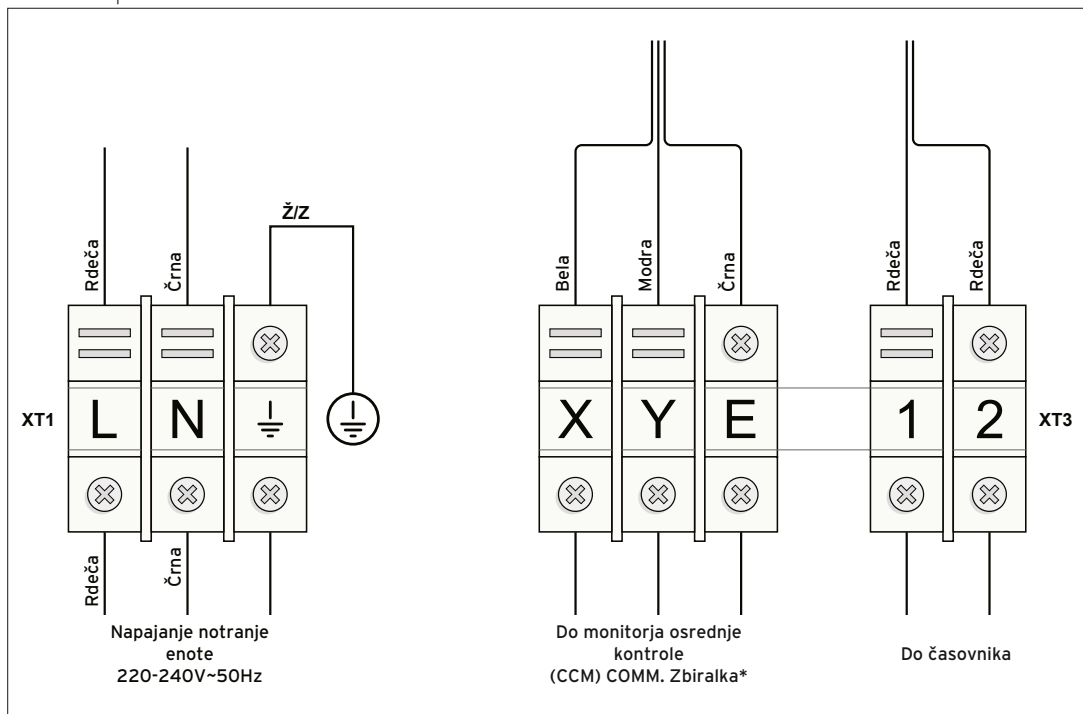 Ž/Z
Rdeča
Črna
Bela
Modra
Črna
Rdeča
Rdeča
XT1
L
N
X
Y
E
1
2
XT3
Rdeča
Črna
Napajanje notranje
enote
220-240V~50Hz
Do monitorja osrednje
kontrole
(CCM) COMM. Zbiralka*
Do časovnika